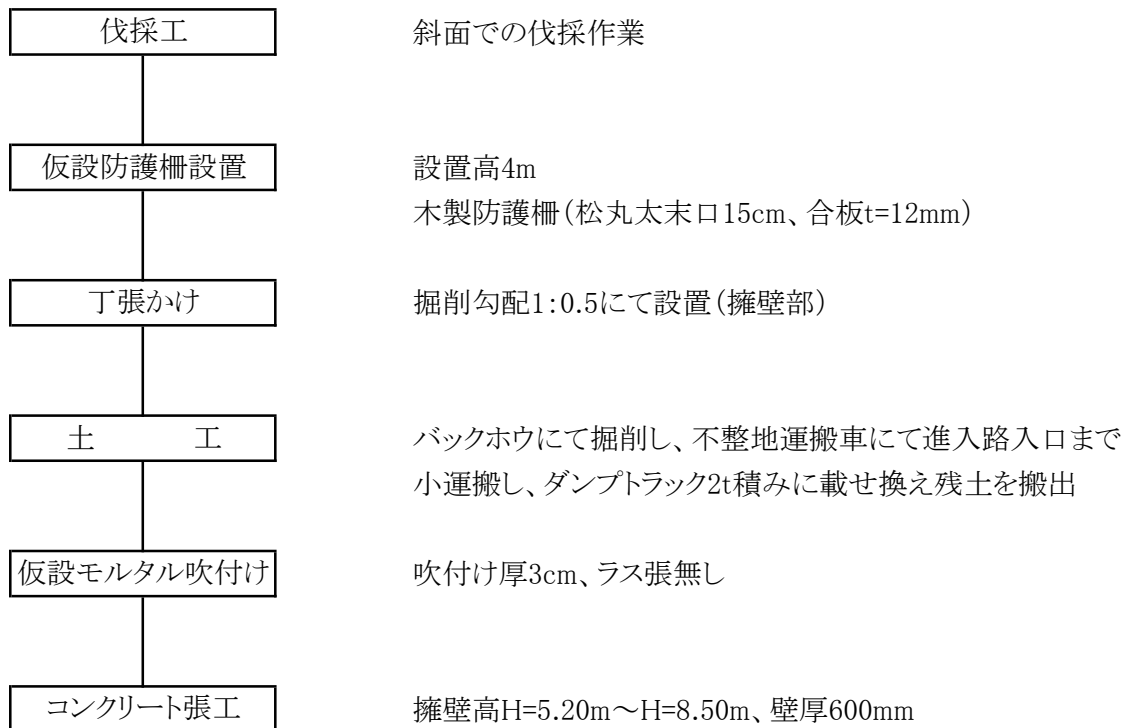 伐採工
斜面での伐採作業
仮設防護柵設置
設置高4m
木製防護柵(松丸太末口15cm、合板t=12mm)
丁張かけ
掘削勾配1:0.5にて設置(擁壁部)
土　　　工
バックホウにて掘削し、不整地運搬車にて進入路入口まで
小運搬し、ダンプトラック2t積みに載せ換え残土を搬出
仮設モルタル吹付け
吹付け厚3cm、ラス張無し
コンクリート張工
擁壁高H=5.20m～H=8.50m、壁厚600mm